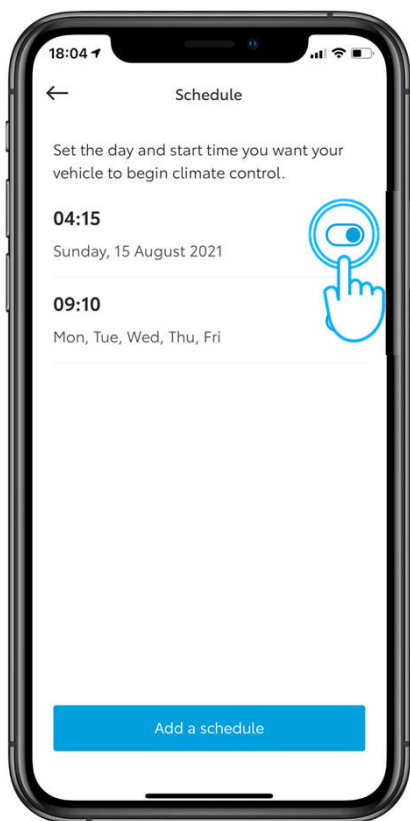 18:04
Schedule
Set the day and start time you want your
vehicle to begin climate control.
04:15
Sunday, 15 August 2021
09:10
Mon, Tue, Wed, Thu, Fri
Add a schedule